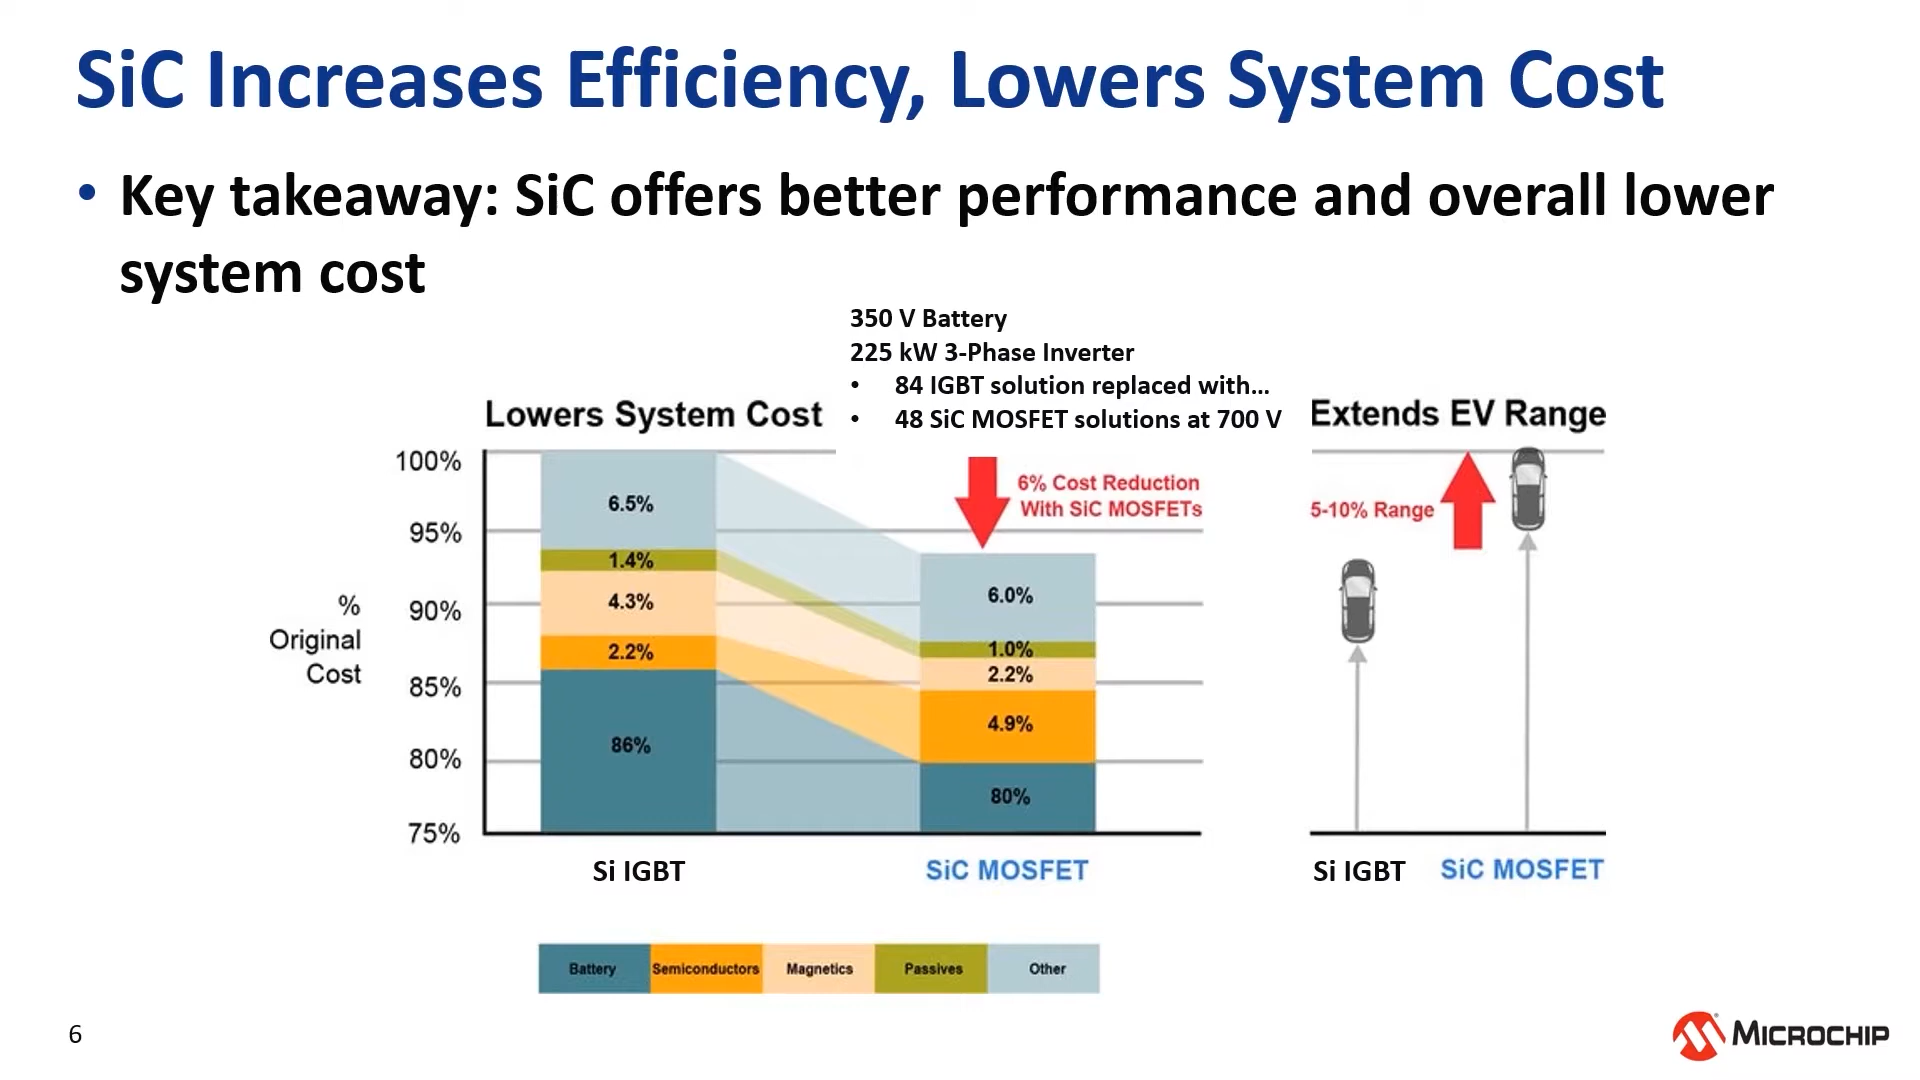 SiC Increases Efficiency, Lowers System Cost
• Key takeaway: SiC offers better performance and overall lower
system cost
350 V Battery
225 kW 3-Phase Inverter
• 84 IGBT solution replaced with…
• 48 SiC MOSFET solutions at 700 V
Lowers System Cost
100%
95%
90%
85%
80%
75%
%
Original
Cost
6.5%
1.4%
4.3%
2.2%
86%
6% Cost Reduction
With SiC MOSFETs
6.0%
1.0%
2.2%
4.9%
80%
Si IGBT
SiC MOSFET
Extends EV Range
5-10% Range
Si IGBT
SiC MOSFET
Battery
Semiconductors
Magnetics
Passives
Other
6
MICROCHIP